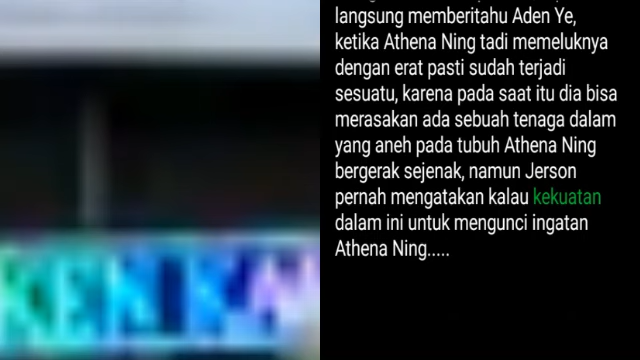 langsung memberitahu Aden Ye,
ketika Athena Ning tadi memeluknya
dengan erat pasti sudah terjadi
sesuatu, karena pada saat itu dia bisa
merasakan ada sebuah tenaga dalam
yang aneh pada tubuh Athena Ning
bergerak sejenak, namun Jerson
pernah mengatakan kalau kekuatan
dalam ini untuk mengunci ingatan
Athena Ning.....